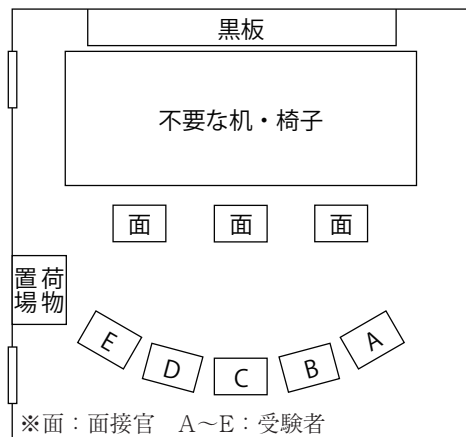 黒板
不要な机・椅子
面 面 面
荷物
置場
E D C B A
※面：面接官　A～E：受験者